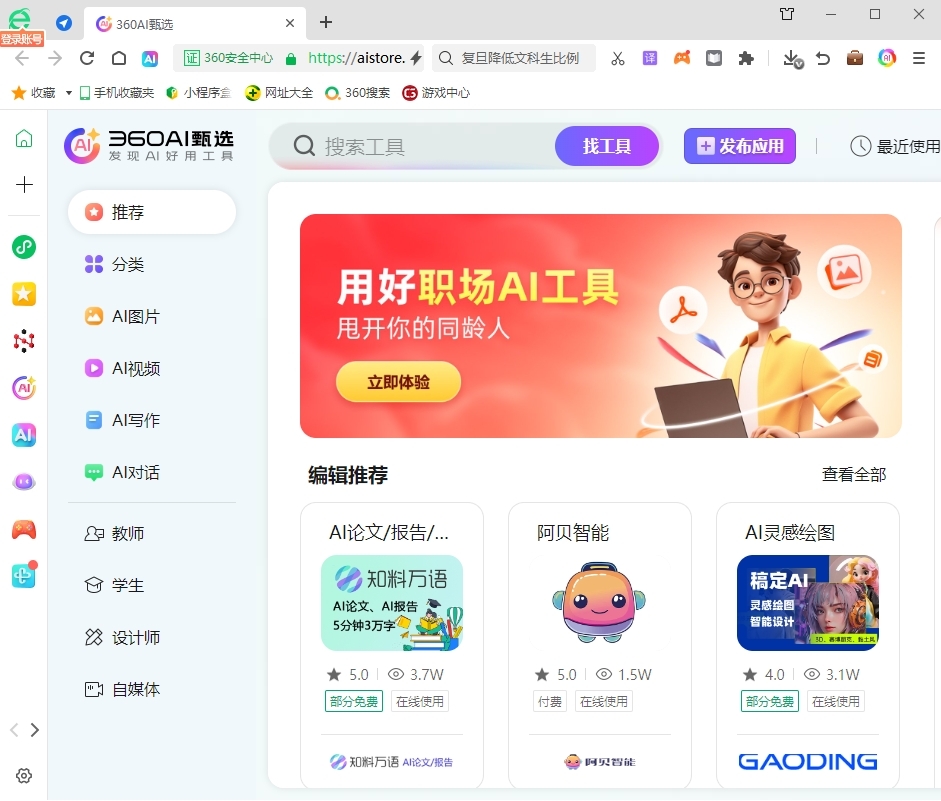 360AI甄选
登录账号
证 360安全中心
https://aistore.
复旦降低文科生比例
译
收藏
手机收藏夹
小程序盒
网址大全
360搜索
游戏中心
360AI甄选
发现AI好用工具
搜索工具
找工具
发布应用
最近使用
推荐
分类
AI图片
AI视频
AI写作
AI对话
教师
学生
设计师
自媒体
用好职场AI工具
甩开你的同龄人
立即体验
编辑推荐
查看全部
AI论文/报告/...
知料万语
AI论文、AI报告
5分钟3万字
5.0
3.7W
部分免费
在线使用
知料万语 AI论文/报告
阿贝智能
5.0
1.5W
付费
在线使用
阿贝智能
AI灵感绘图
稿定AI
灵感绘图
智能设计
4.0
3.1W
部分免费
在线使用
GAODING